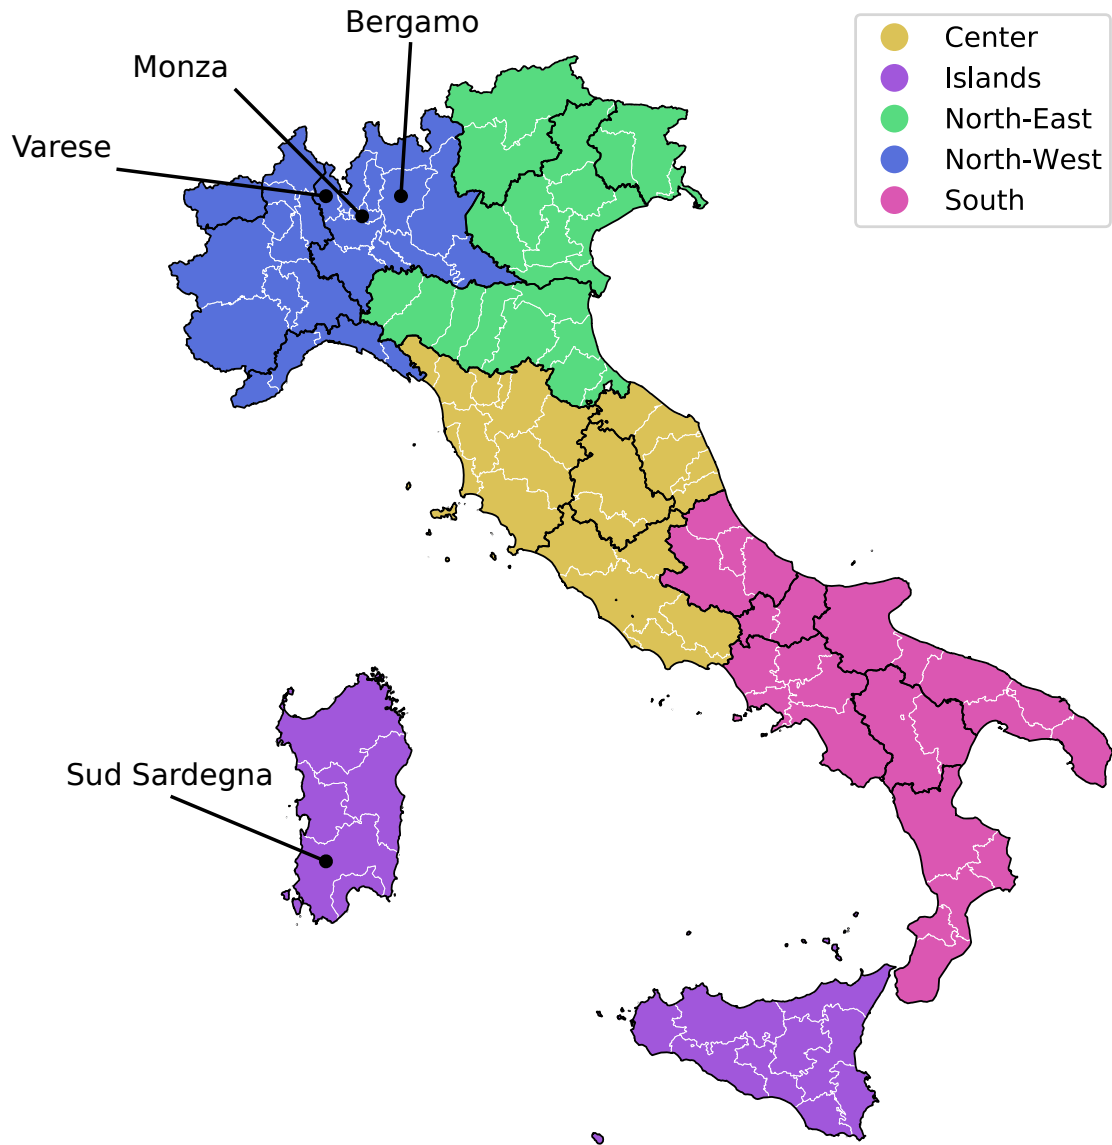 Bergamo
Monza
Varese
Sud Sardegna
Center
Islands
North-East
North-West
South